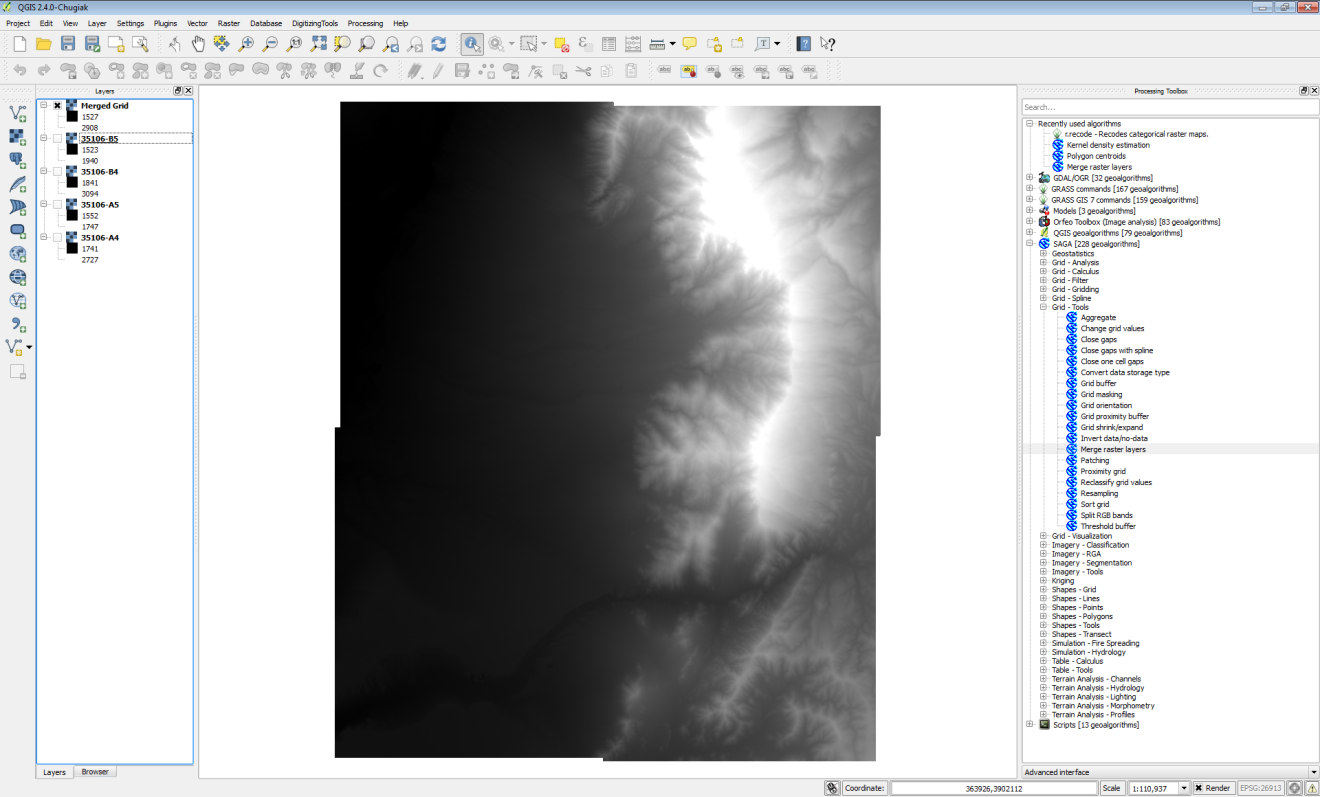 QGIS 2.4.0-Chugiak
Project Edit View Layer Settings Plugins Vector Raster Database DigitizingTools Processing Help
Layers
Merged Grid
1527
2908
35106-B5
1523
1940
35106-B4
1841
3094
35106-A5
1552
1747
35106-A4
1741
2727
Layers Browser
Processing Toolbox
Search...
Recently used algorithms
r.recode - Recodes categorical raster maps.
Kernel density estimation
Polygon centroids
Merge raster layers
GDAL/OGR [32 geoalgorithms]
GRASS commands [167 geoalgorithms]
GRASS GIS 7 commands [159 geoalgorithms]
Models [3 geoalgorithms]
Orfeo Toolbox (Image analysis) [83 geoalgorithms]
QGIS geoalgorithms [79 geoalgorithms]
SAGA [228 geoalgorithms]
Geostatistics
Grid - Analysis
Grid - Calculus
Grid - Filter
Grid - Gridding
Grid - Spline
Grid - Tools
Aggregate
Change grid values
Close gaps
Close gaps with spline
Close one cell gaps
Convert data storage type
Grid buffer
Grid masking
Grid orientation
Grid proximity buffer
Grid shrink/expand
Invert data/no-data
Merge raster layers
Patching
Proximity grid
Reclassify grid values
Resampling
Sort grid
Split RGB bands
Threshold buffer
Grid - Visualization
Imagery - Classification
Imagery - RGA
Imagery - Segmentation
Imagery - Tools
Kriging
Shapes - Grid
Shapes - Lines
Shapes - Points
Shapes - Polygons
Shapes - Tools
Shapes - Transect
Simulation - Fire Spreading
Simulation - Hydrology
Table - Calculus
Table - Tools
Terrain Analysis - Channels
Terrain Analysis - Hydrology
Terrain Analysis - Lighting
Terrain Analysis - Morphometry
Terrain Analysis - Profiles
Scripts [13 geoalgorithms]
Advanced interface
Coordinate: 363926,3902112 Scale 1:110,937 Render EPSG:26913